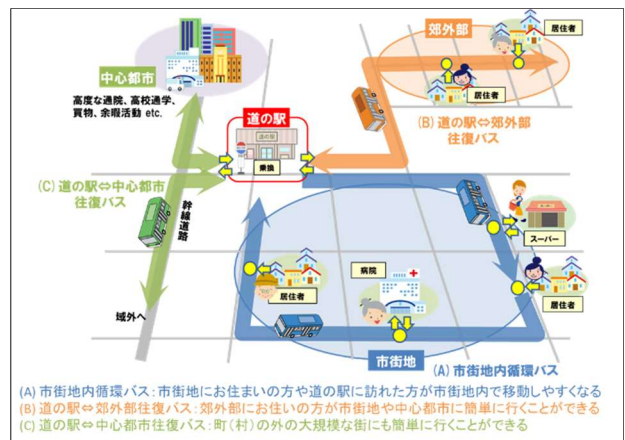 郊外部
居住者
中心都市
高度な通院、高校通学、
買物、余暇活動 etc.
道の駅
道の駅
乗換
居住者
(B) 道の駅⇔郊外部
往復バス
(C) 道の駅⇔中心都市
往復バス
幹線道路
スーパー
病院
居住者
居住者
域外へ
市街地
(A) 市街地内循環バス
(A) 市街地内循環バス：市街地にお住まいの方や道の駅に訪れた方が市街地内で移動しやすくなる
(B) 道の駅⇔郊外部往復バス：郊外部にお住いの方が市街地や中心都市に簡単に行くことができる
(C) 道の駅⇔中心都市往復バス：町（村）の外の大規模な街にも簡単に行くことができる